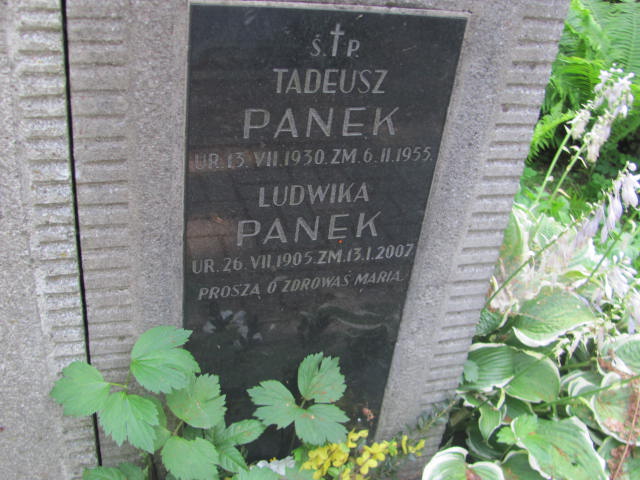 Ś.†P.
TADEUSZ
PANEK
UR.13.VII.1930.ZM.6.II.1955.
LUDWIKA
PANEK
UR.26.VII.1905.ZM.13.I.2007
PROSZĄ O ZDROWAŚ MARIA.